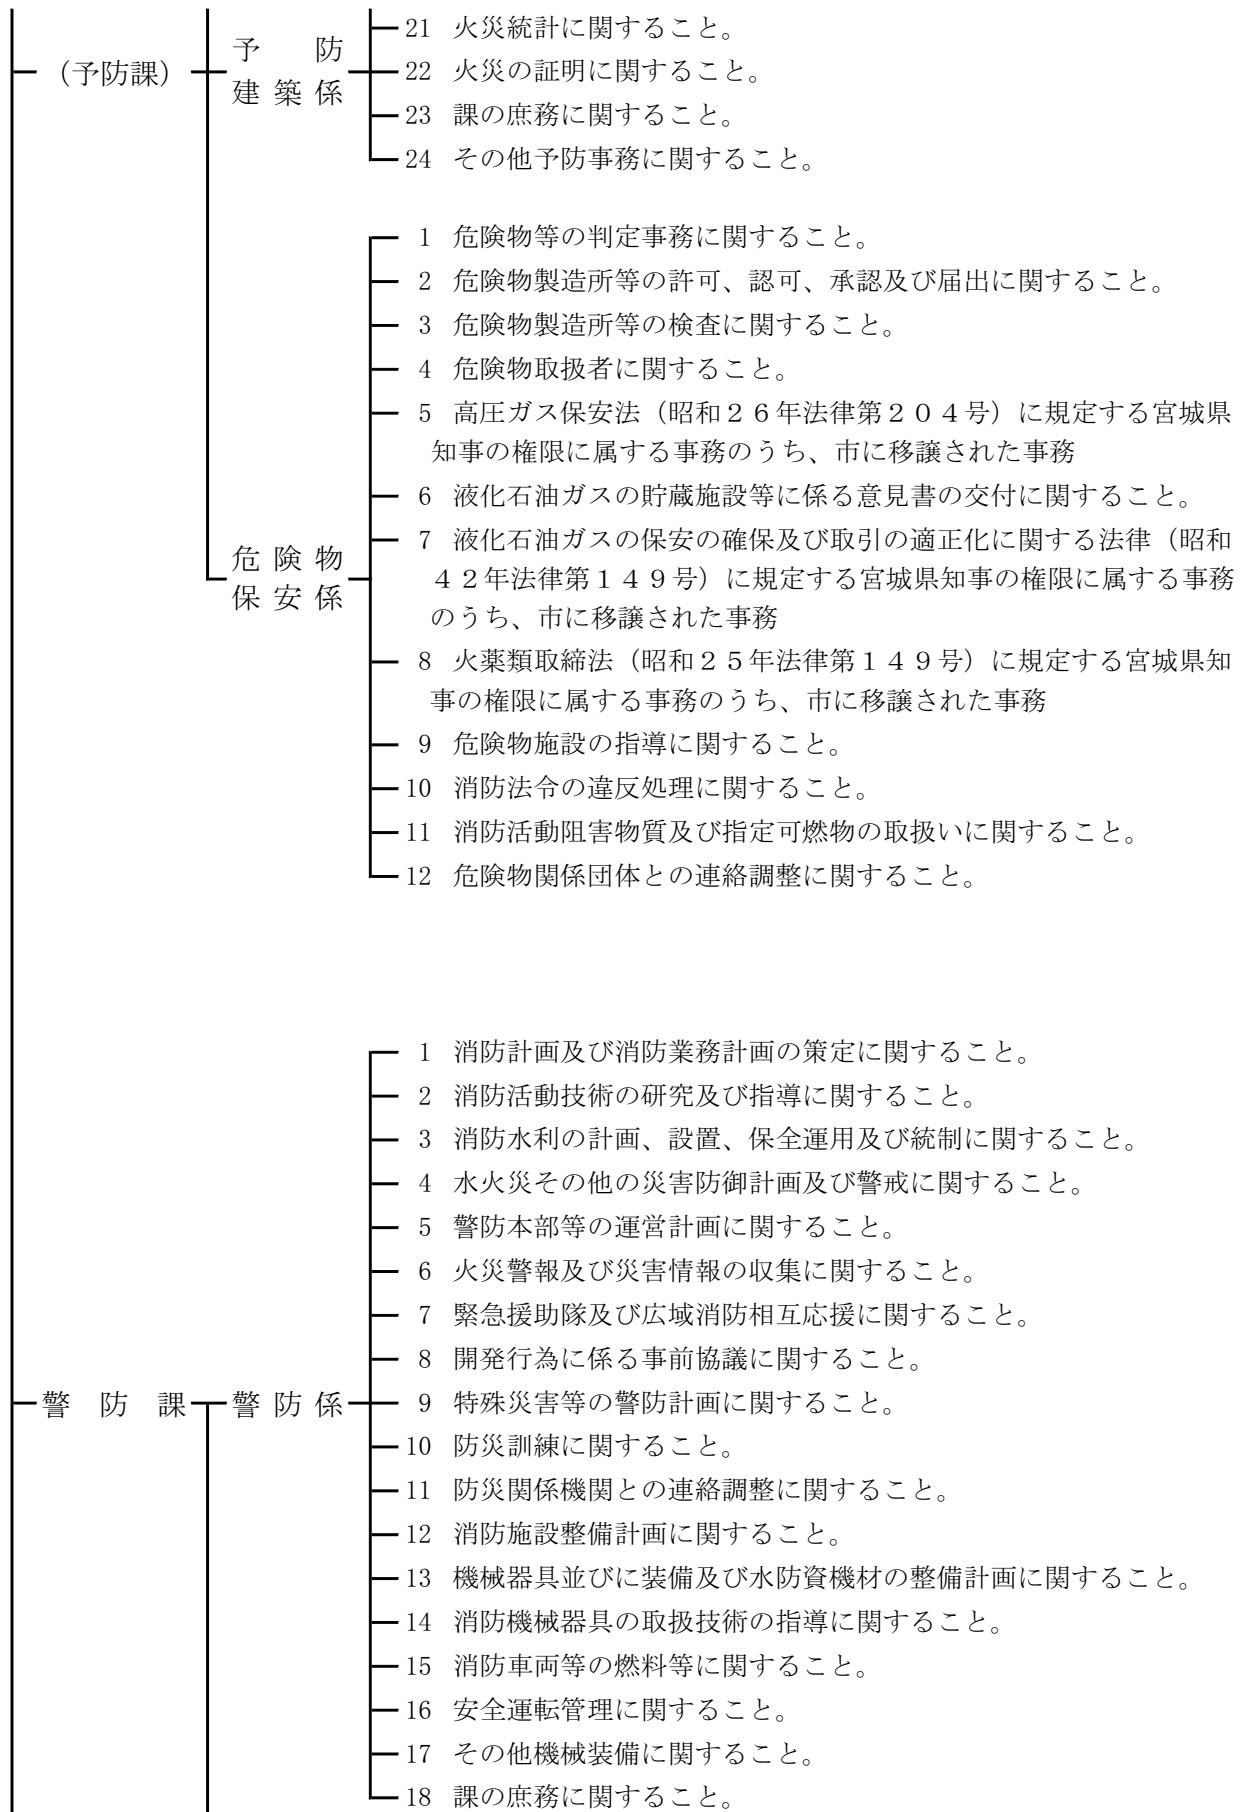 （予防課）
予防
建築係
21 火災統計に関すること。
22 火災の証明に関すること。
23 課の庶務に関すること。
24 その他予防事務に関すること。
危険物
保安係
1 危険物等の判定事務に関すること。
2 危険物製造所等の許可、認可、承認及び届出に関すること。
3 危険物製造所等の検査に関すること。
4 危険物取扱者に関すること。
5 高圧ガス保安法（昭和２６年法律第２０４号）に規定する宮城県
知事の権限に属する事務のうち、市に移譲された事務
6 液化石油ガスの貯蔵施設等に係る意見書の交付に関すること。
7 液化石油ガスの保安の確保及び取引の適正化に関する法律（昭和
４２年法律第１４９号）に規定する宮城県知事の権限に属する事務
のうち、市に移譲された事務
8 火薬類取締法（昭和２５年法律第１４９号）に規定する宮城県知
事の権限に属する事務のうち、市に移譲された事務
9 危険物施設の指導に関すること。
10 消防法令の違反処理に関すること。
11 消防活動阻害物質及び指定可燃物の取扱いに関すること。
12 危険物関係団体との連絡調整に関すること。
警防課
警防係
1 消防計画及び消防業務計画の策定に関すること。
2 消防活動技術の研究及び指導に関すること。
3 消防水利の計画、設置、保全運用及び統制に関すること。
4 水火災その他の災害防御計画及び警戒に関すること。
5 警防本部等の運営計画に関すること。
6 火災警報及び災害情報の収集に関すること。
7 緊急援助隊及び広域消防相互応援に関すること。
8 開発行為に係る事前協議に関すること。
9 特殊災害等の警防計画に関すること。
10 防災訓練に関すること。
11 防災関係機関との連絡調整に関すること。
12 消防施設整備計画に関すること。
13 機械器具並びに装備及び水防資機材の整備計画に関すること。
14 消防機械器具の取扱技術の指導に関すること。
15 消防車両等の燃料等に関すること。
16 安全運転管理に関すること。
17 その他機械装備に関すること。
18 課の庶務に関すること。